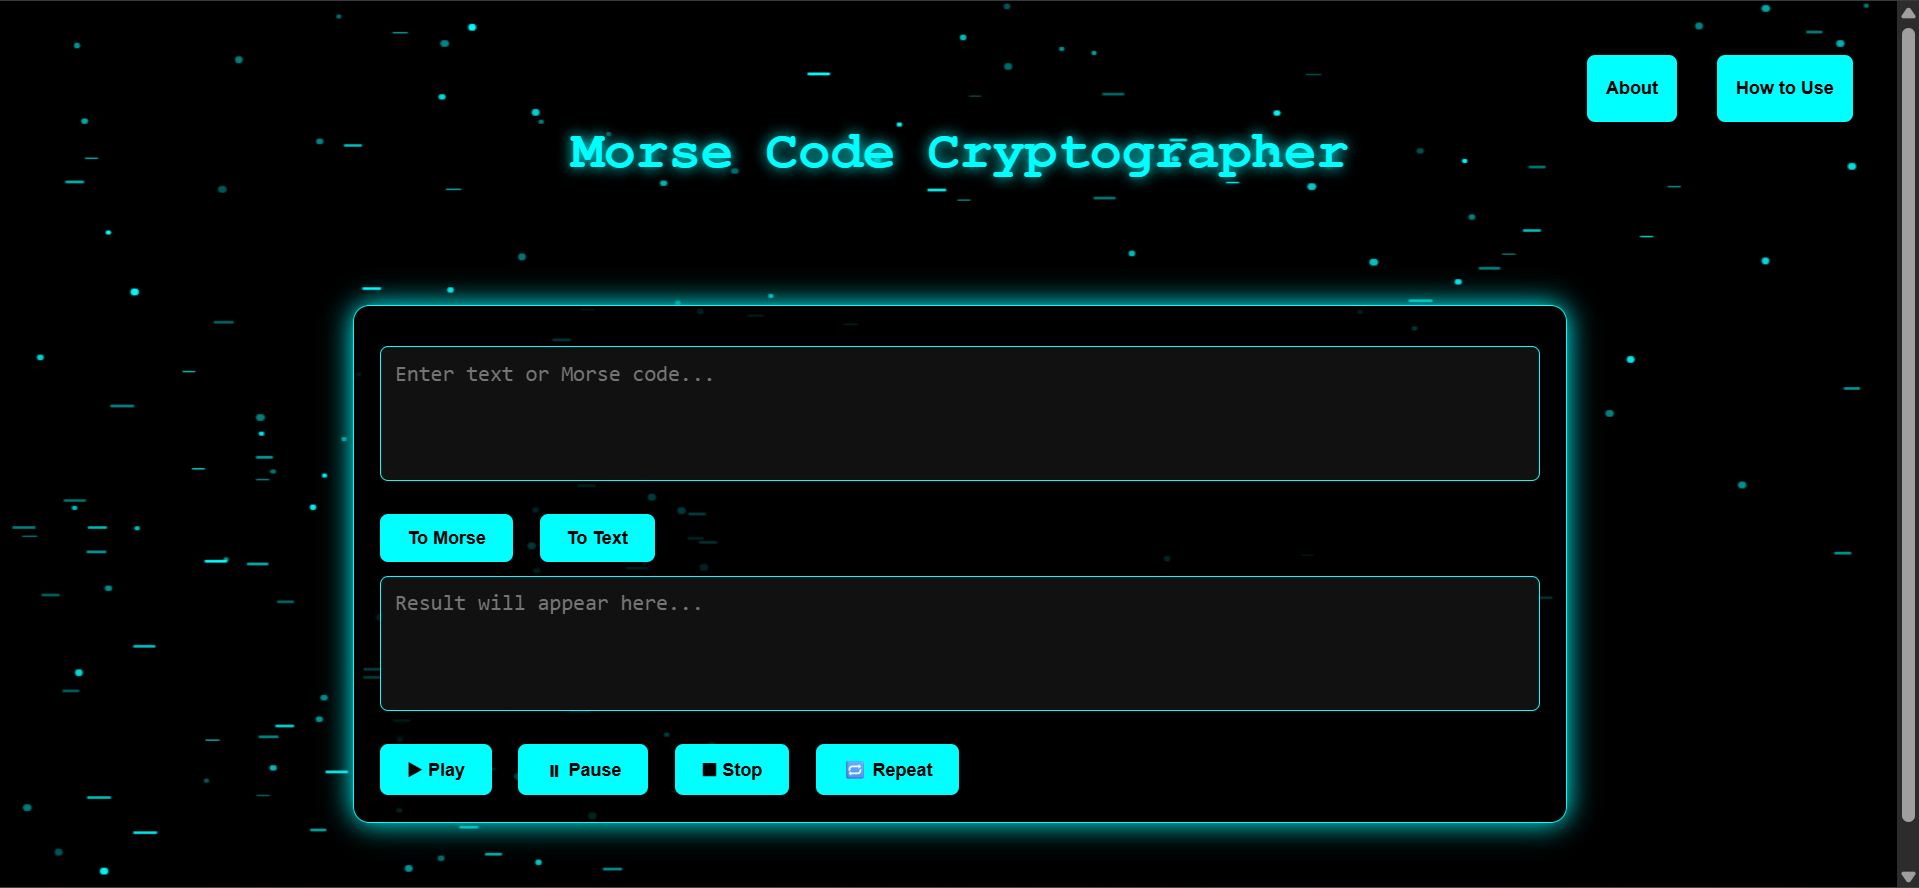 About How to Use
Morse Code Cryptographer
Enter text or Morse code...
To Morse To Text
Result will appear here...
▶ Play ⏸ Pause ⏹ Stop 🔁 Repeat